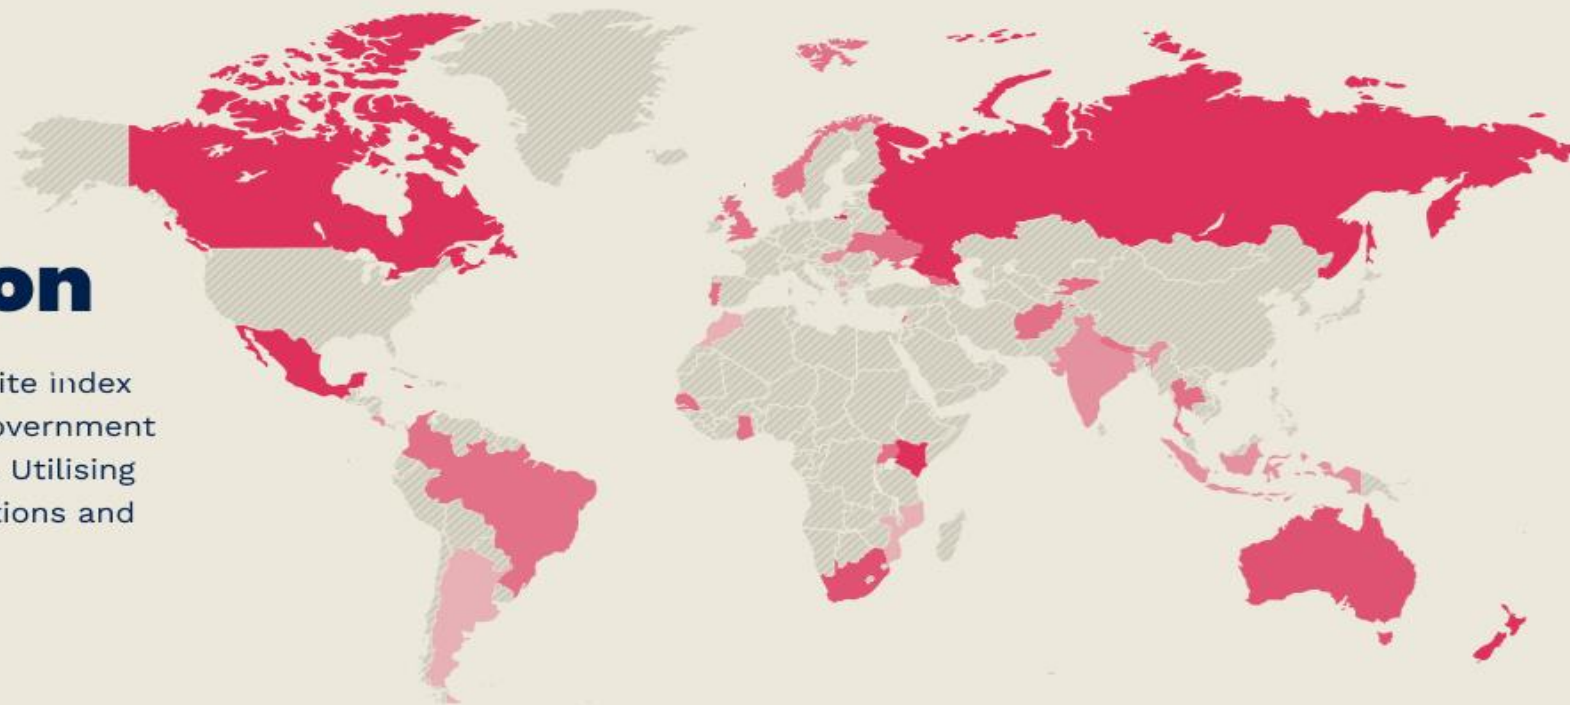 on
ite index
overnment
Utilising
tions and